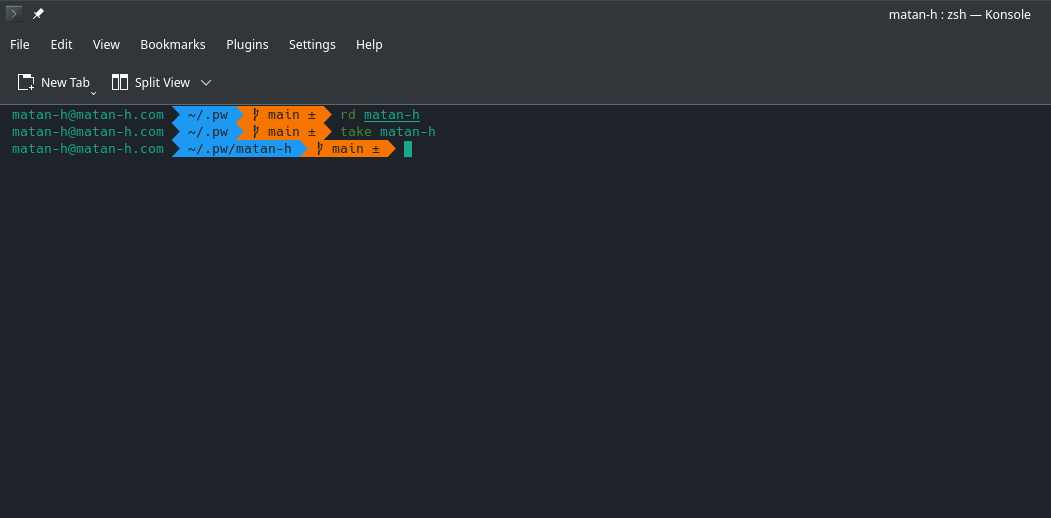 matan-h : zsh — Konsole
File Edit View Bookmarks Plugins Settings Help
New Tab Split View
matan-h@matan-h.com ~/.pw main ± rd matan-h
matan-h@matan-h.com ~/.pw main ± take matan-h
matan-h@matan-h.com ~/.pw/matan-h main ±